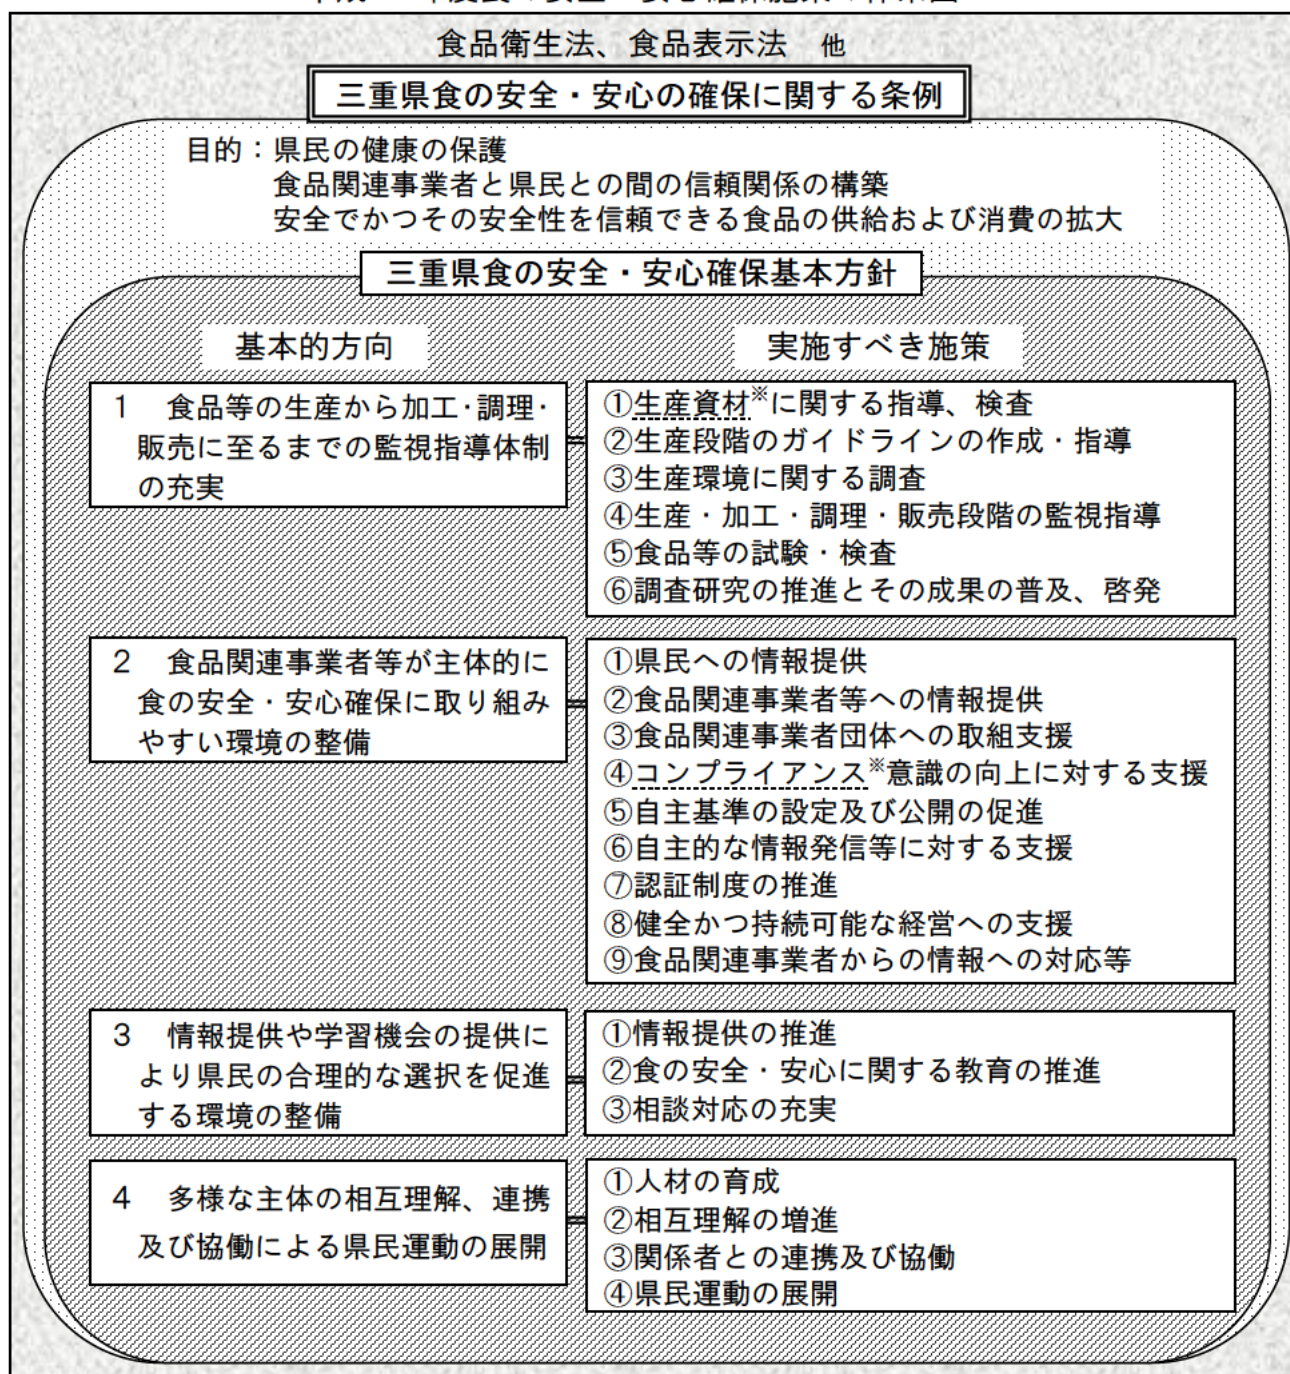 食品衛生法、食品表示法　他
三重県食の安全・安心の確保に関する条例
目的：県民の健康の保護
食品関連事業者と県民との間の信頼関係の構築
安全でかつその安全性を信頼できる食品の供給および消費の拡大
三重県食の安全・安心確保基本方針
基本的方向
実施すべき施策
1　食品等の生産から加工・調理・
販売に至るまでの監視指導体制
の充実
①生産資材※に関する指導、検査
②生産段階のガイドラインの作成・指導
③生産環境に関する調査
④生産・加工・調理・販売段階の監視指導
⑤食品等の試験・検査
⑥調査研究の推進とその成果の普及、啓発
2　食品関連事業者等が主体的に
食の安全・安心確保に取り組み
やすい環境の整備
①県民への情報提供
②食品関連事業者等への情報提供
③食品関連事業者団体への取組支援
④コンプライアンス※意識の向上に対する支援
⑤自主基準の設定及び公開の促進
⑥自主的な情報発信等に対する支援
⑦認証制度の推進
⑧健全かつ持続可能な経営への支援
⑨食品関連事業者からの情報への対応等
3　情報提供や学習機会の提供に
より県民の合理的な選択を促進
する環境の整備
①情報提供の推進
②食の安全・安心に関する教育の推進
③相談対応の充実
4　多様な主体の相互理解、連携
及び協働による県民運動の展開
①人材の育成
②相互理解の増進
③関係者との連携及び協働
④県民運動の展開